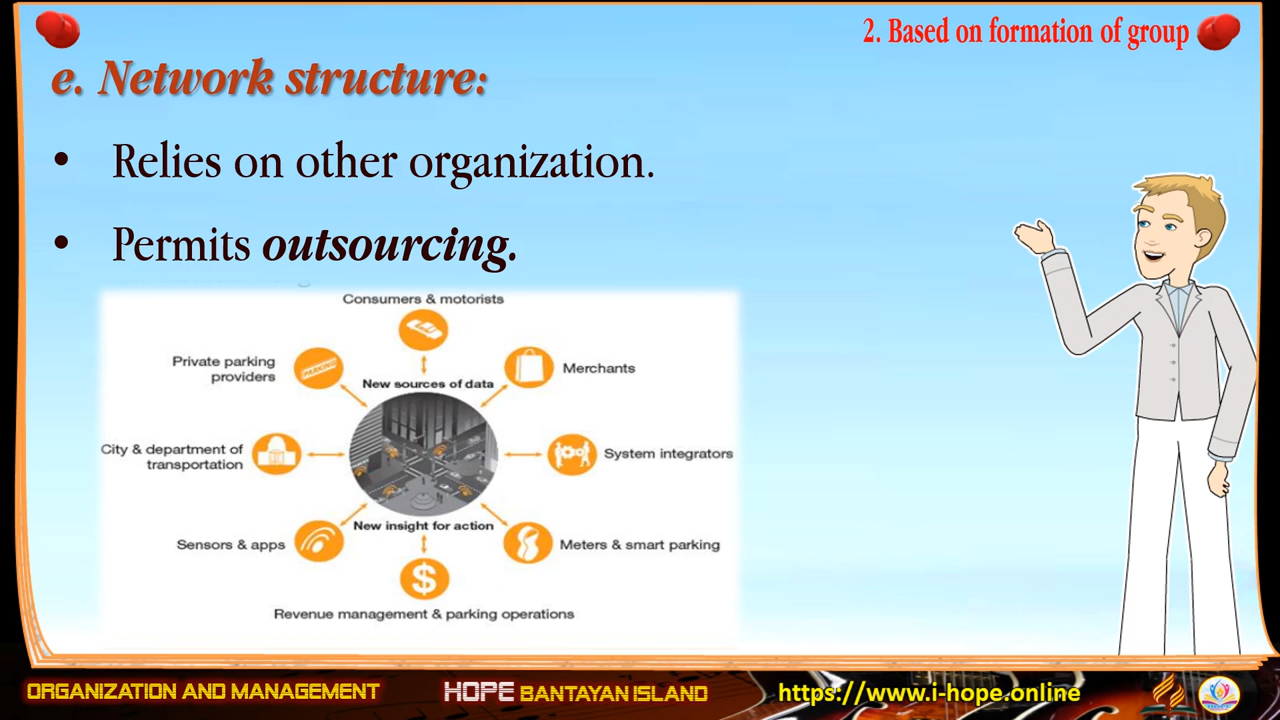 2. Based on formation of group
e. Network structure:
• Relies on other organization.
• Permits outsourcing.
Consumers & motorists
Private parking
providers
PARKING
New sources of data
Merchants
City & department of
transportation
System integrators
New insight for action
Sensors & apps
Meters & smart parking
$
Revenue management & parking operations
ORGANIZATION AND MANAGEMENT
HOPE BANTAYAN ISLAND
https://www.i-hope.online